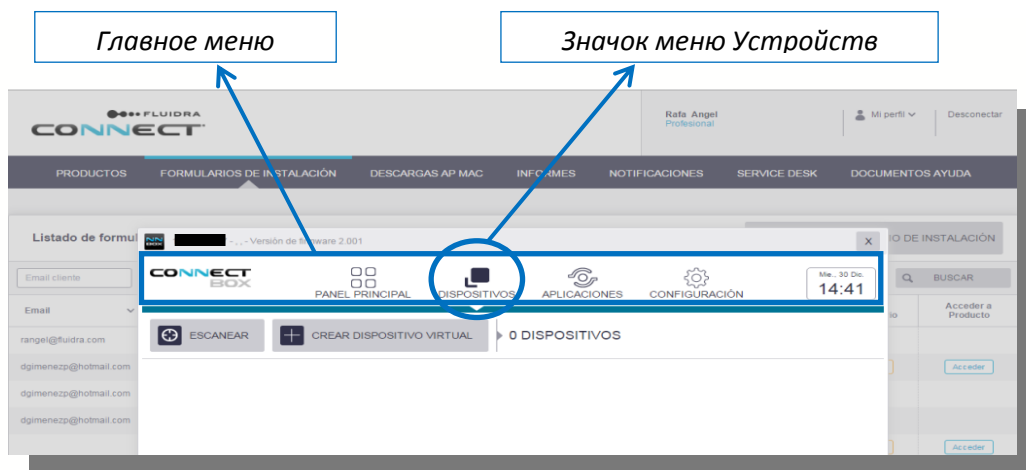 Главное меню
Значок меню Устройств
FLUIDRA
CONNECT
Rafa Angel
Profesional
Mi perfil
Desconectar
PRODUCTOS FORMULARIOS DE INSTALACIÓN DESCARGAS AP MAC INFORMES NOTIFICACIONES SERVICE DESK DOCUMENTOS AYUDA
Listado de formul
- , , - Versión de firmware 2.001
X
IO DE INSTALACIÓN
Email cliente
CONNECT
BOX
PANEL PRINCIPAL DISPOSITIVOS APLICACIONES CONFIGURACIÓN
Mie., 30 Dic.
14:41
BUSCAR
Email
io
Acceder a
Producto
ESCANEAR
CREAR DISPOSITIVO VIRTUAL
0 DISPOSITIVOS
rangel@fluidra.com
dgimenezp@hotmail.com
Acceder
dgimenezp@hotmail.com
dgimenezp@hotmail.com
Acceder